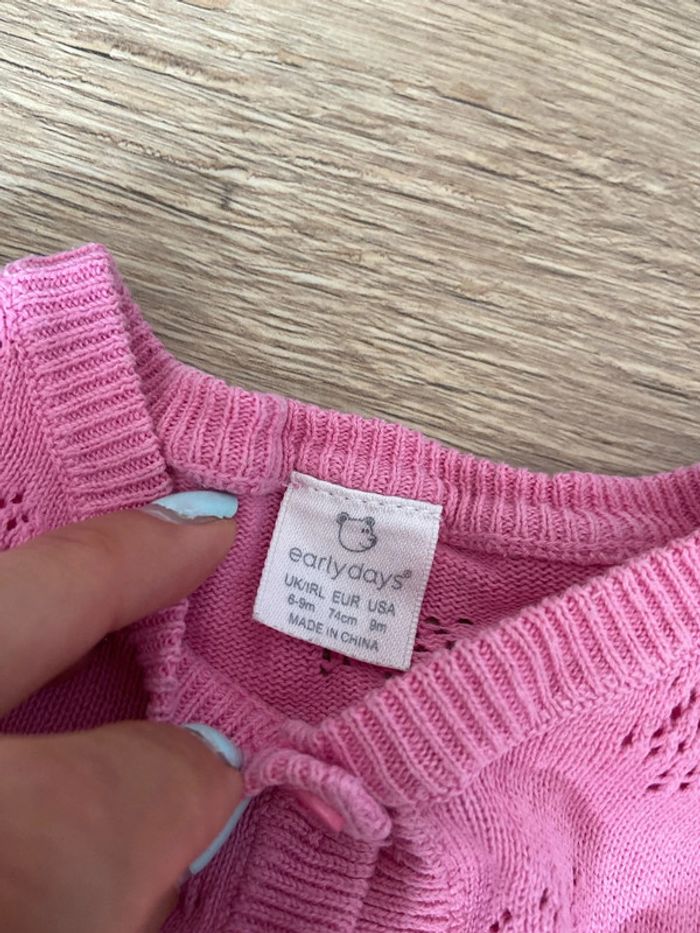 earlydays®
UK/IRL EUR USA
6-9m 74cm 9m
MADE IN CHINA